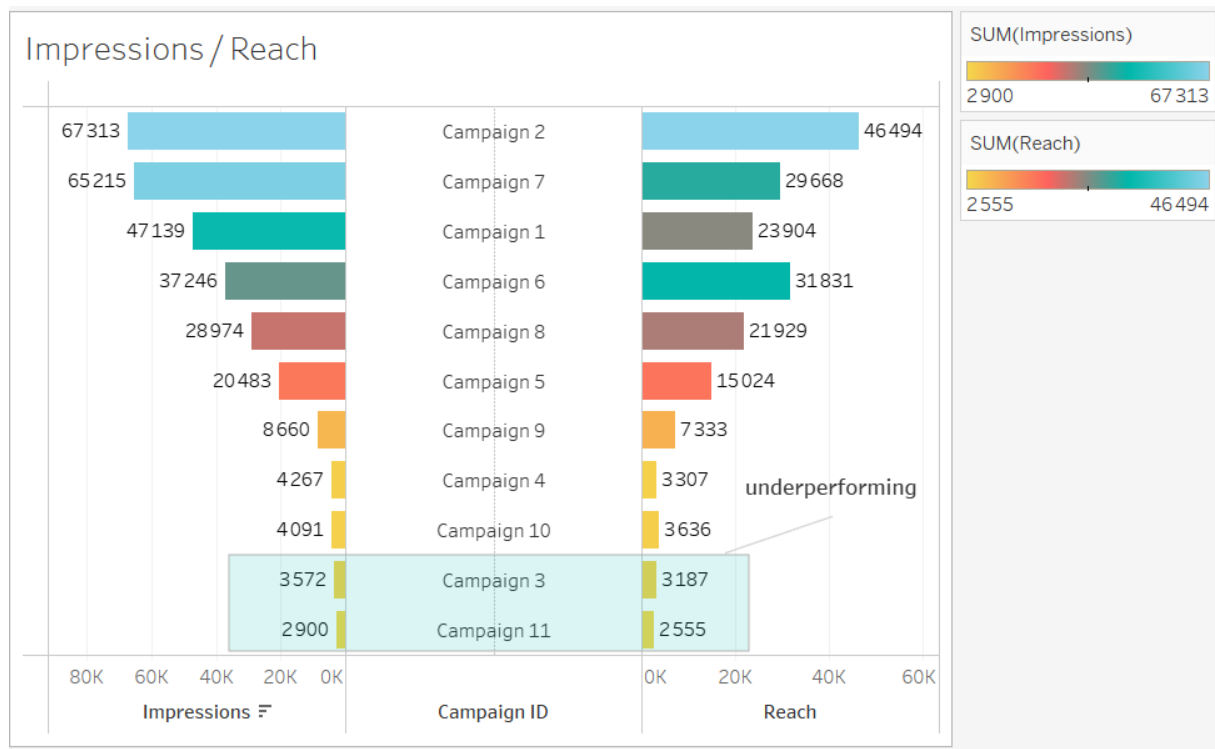 Impressions / Reach
SUM(Impressions)
2900 67313
SUM(Reach)
2555 46494
67313 Campaign 2 46494
65215 Campaign 7 29668
47139 Campaign 1 23904
37246 Campaign 6 31831
28974 Campaign 8 21929
20483 Campaign 5 15024
8660 Campaign 9 7333
4267 Campaign 4 3307
underperforming
4091 Campaign 10 3636
3572 Campaign 3 3187
2900 Campaign 11 2555
80K 60K 40K 20K 0K 0K 20K 40K 60K
Impressions Campaign ID Reach